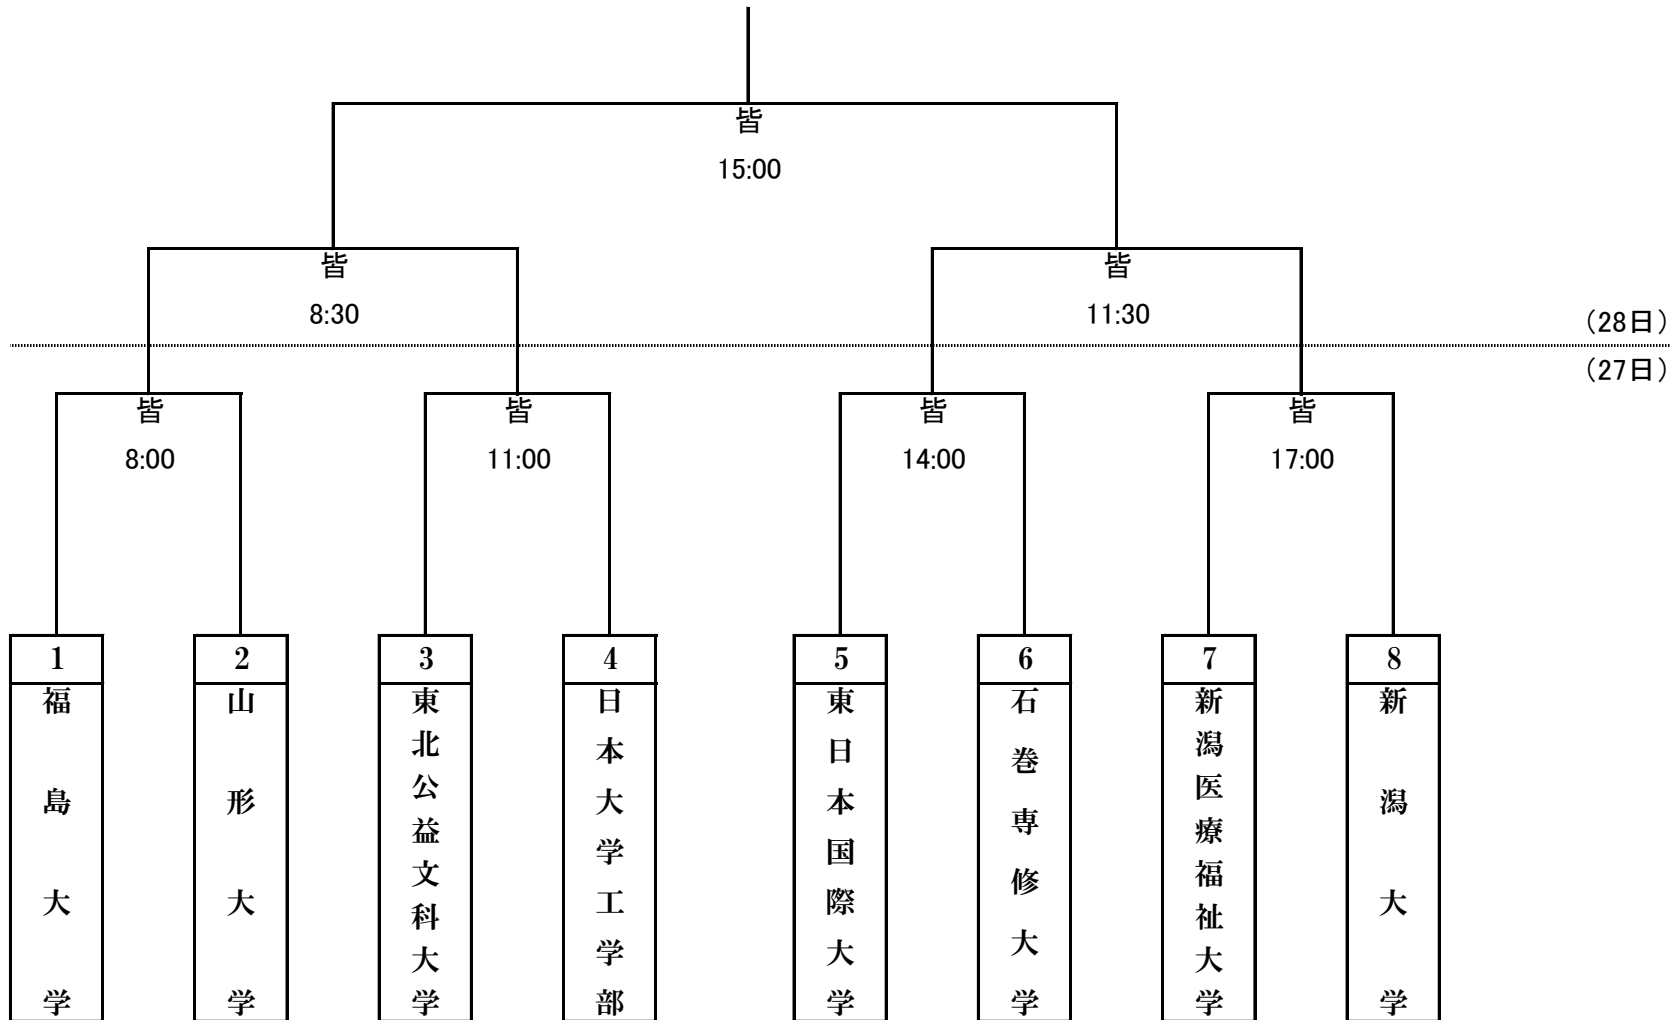 皆
15:00
皆
皆
8:30
11:30
（28日）
（27日）
皆
皆
皆
皆
8:00
11:00
14:00
17:00
1
2
3
4
5
6
7
8
福島大学
山形大学
東北公益文科大学
日本大学工学部
東日本国際大学
石巻専修大学
新潟医療福祉大学
新潟大学